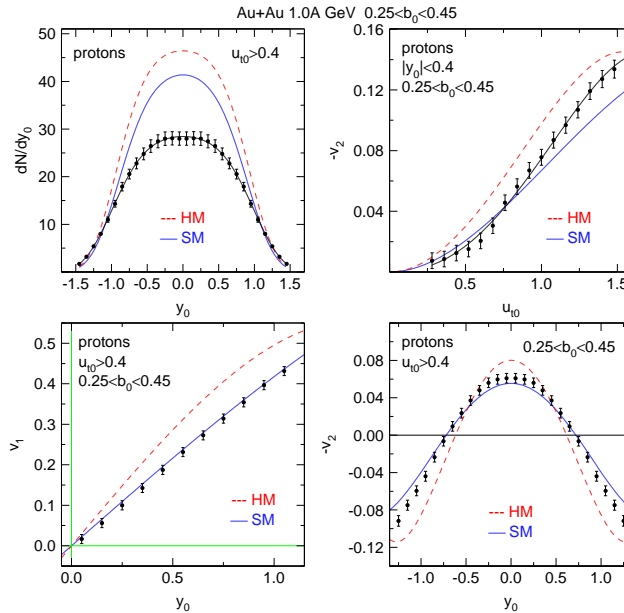 Au+Au 1.0A GeV 0.25<b0<0.45
protons
ut0>0.4
50
40
30
20
10
dN/dy0
HM
SM
-1.5 -1.0 -0.5 0.0 0.5 1.0 1.5
y0
0.16
0.12
0.08
0.04
-v2
protons
|y0|<0.4
0.25<b0<0.45
HM
SM
0.5 1.0 1.5
ut0
0.5
0.4
0.3
0.2
0.1
0.0
v1
protons
ut0>0.4
0.25<b0<0.45
HM
SM
0.0 0.5 1.0
y0
0.08
0.04
0.00
-0.04
-0.08
-0.12
-v2
protons
ut0>0.4
0.25<b0<0.45
HM
SM
-1.0 -0.5 0.0 0.5 1.0
y0